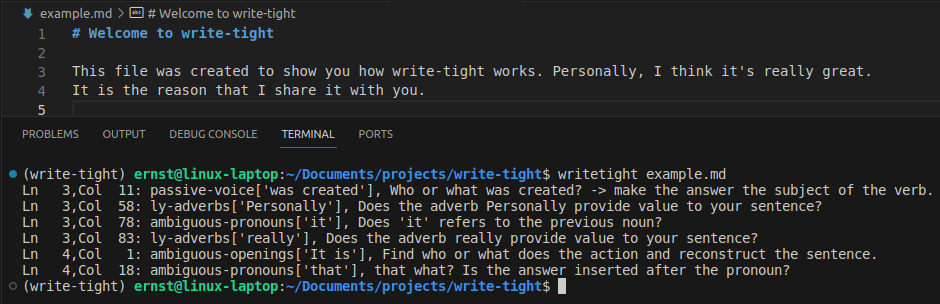 example.md > # Welcome to write-tight
1 # Welcome to write-tight
2
3 This file was created to show you how write-tight works. Personally, I think it's really great.
4 It is the reason that I share it with you.
5
PROBLEMS OUTPUT DEBUG CONSOLE TERMINAL PORTS
(write-tight) ernst@linux-laptop:~/Documents/projects/write-tight$ writetight example.md
Ln 3,Col 11: passive-voice['was created'], Who or what was created? -> make the answer the subject of the verb.
Ln 3,Col 58: ly-adverbs['Personally'], Does the adverb Personally provide value to your sentence?
Ln 3,Col 78: ambiguous-pronouns['it'], Does 'it' refers to the previous noun?
Ln 3,Col 83: ly-adverbs['really'], Does the adverb really provide value to your sentence?
Ln 4,Col 1: ambiguous-openings['It is'], Find who or what does the action and reconstruct the sentence.
Ln 4,Col 18: ambiguous-pronouns['that'], that what? Is the answer inserted after the pronoun?
(write-tight) ernst@linux-laptop:~/Documents/projects/write-tight$